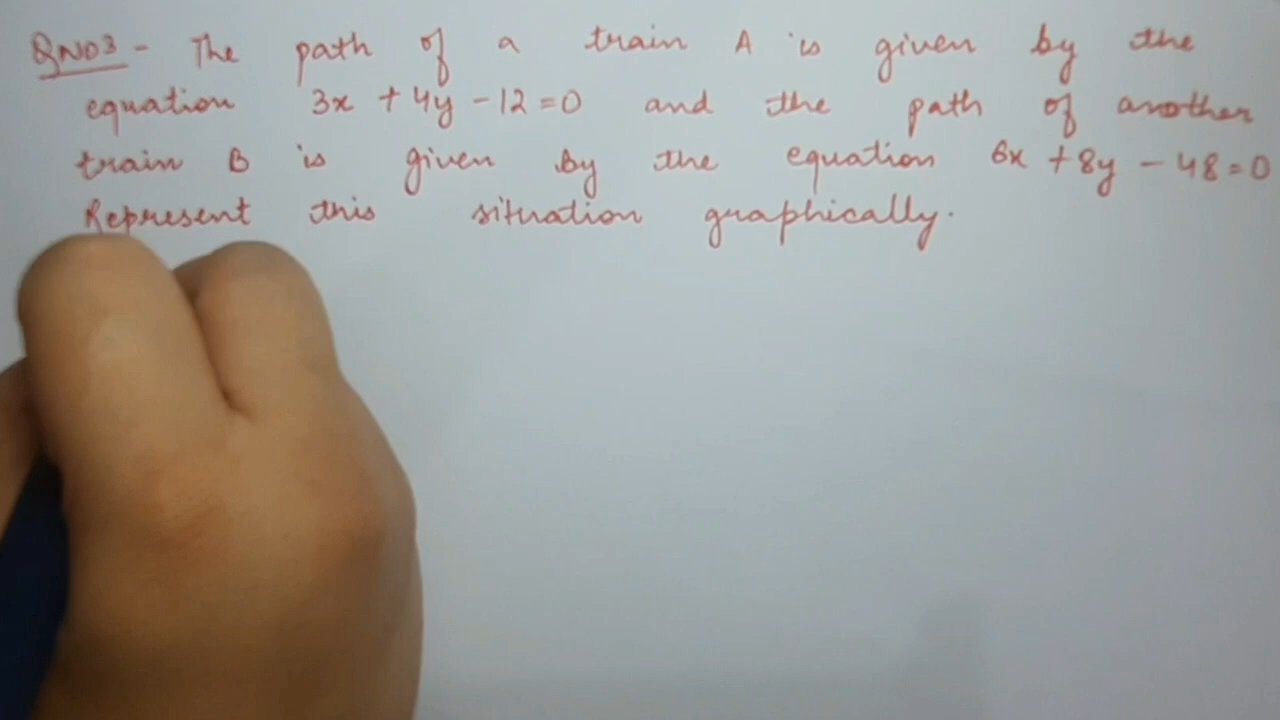 QNO3 - The path of a train A is given by the
equation 3x + 4y - 12 = 0 and the path of another
train B is given by the equation 6x + 8y - 48 = 0
Represent this situation graphically.